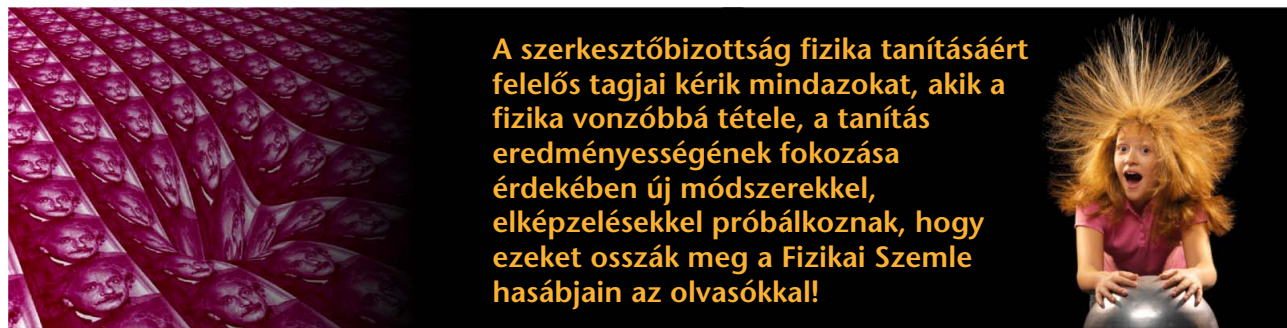 A szerkesztőbizottság fizika tanításáért
felelős tagjai kérik mindazokat, akik a
fizika vonzóbbá tétele, a tanítás
eredményességének fokozása
érdekében új módszerekkel,
elképzelésekkel próbálkoznak, hogy
ezeket osszák meg a Fizikai Szemle
hasábjain az olvasókkal!